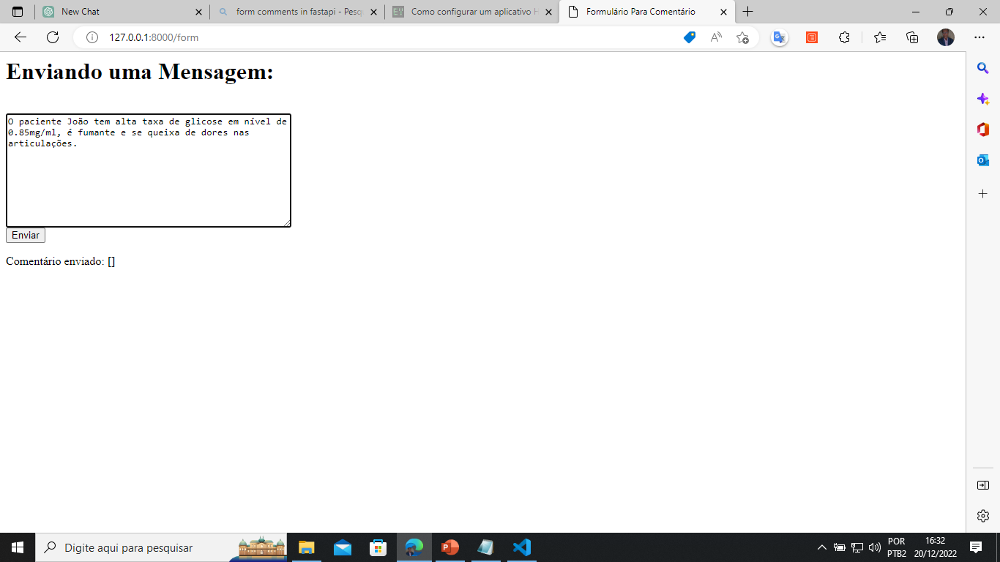 New Chat
form comments in fastapi - Pesq
Como configurar um aplicativo H
Formulário Para Comentário
127.0.0.1:8000/form
Enviando uma Mensagem:
O paciente João tem alta taxa de glicose em nível de
0.85mg/ml, é fumante e se queixa de dores nas
articulações.
Enviar
Comentário enviado: []
Digite aqui para pesquisar
POR
PTB2
16:32
20/12/2022